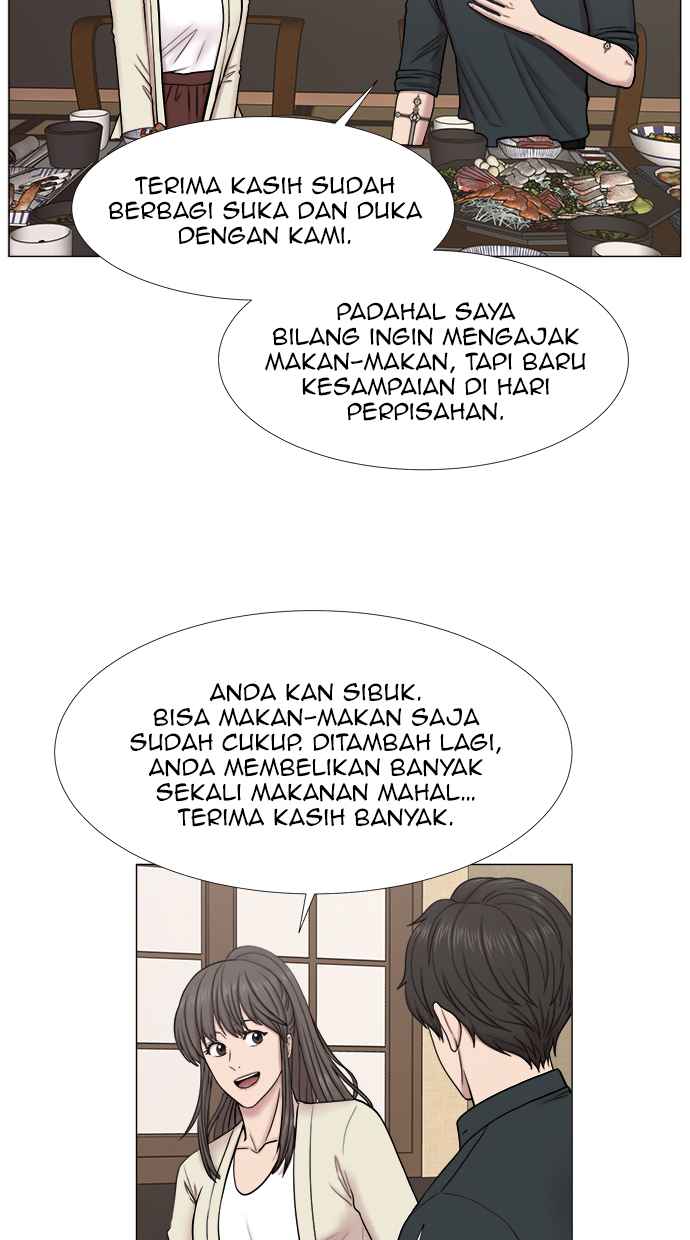 TERIMA KASIH SUDAH
BERBAGI SUKA DAN DUKA
DENGAN KAMI.
PADAHAL SAYA
BILANG INGIN MENGAJAK
MAKAN-MAKAN, TAPI BARU
KESAMPAIAN DI HARI
PERPISAHAN.
ANDA KAN SIBUK.
BISA MAKAN-MAKAN SAJA
SUDAH CUKUP. DITAMBAH LAGI,
ANDA MEMBELIKAN BANYAK
SEKALI MAKANAN MAHAL...
TERIMA KASIH BANYAK.